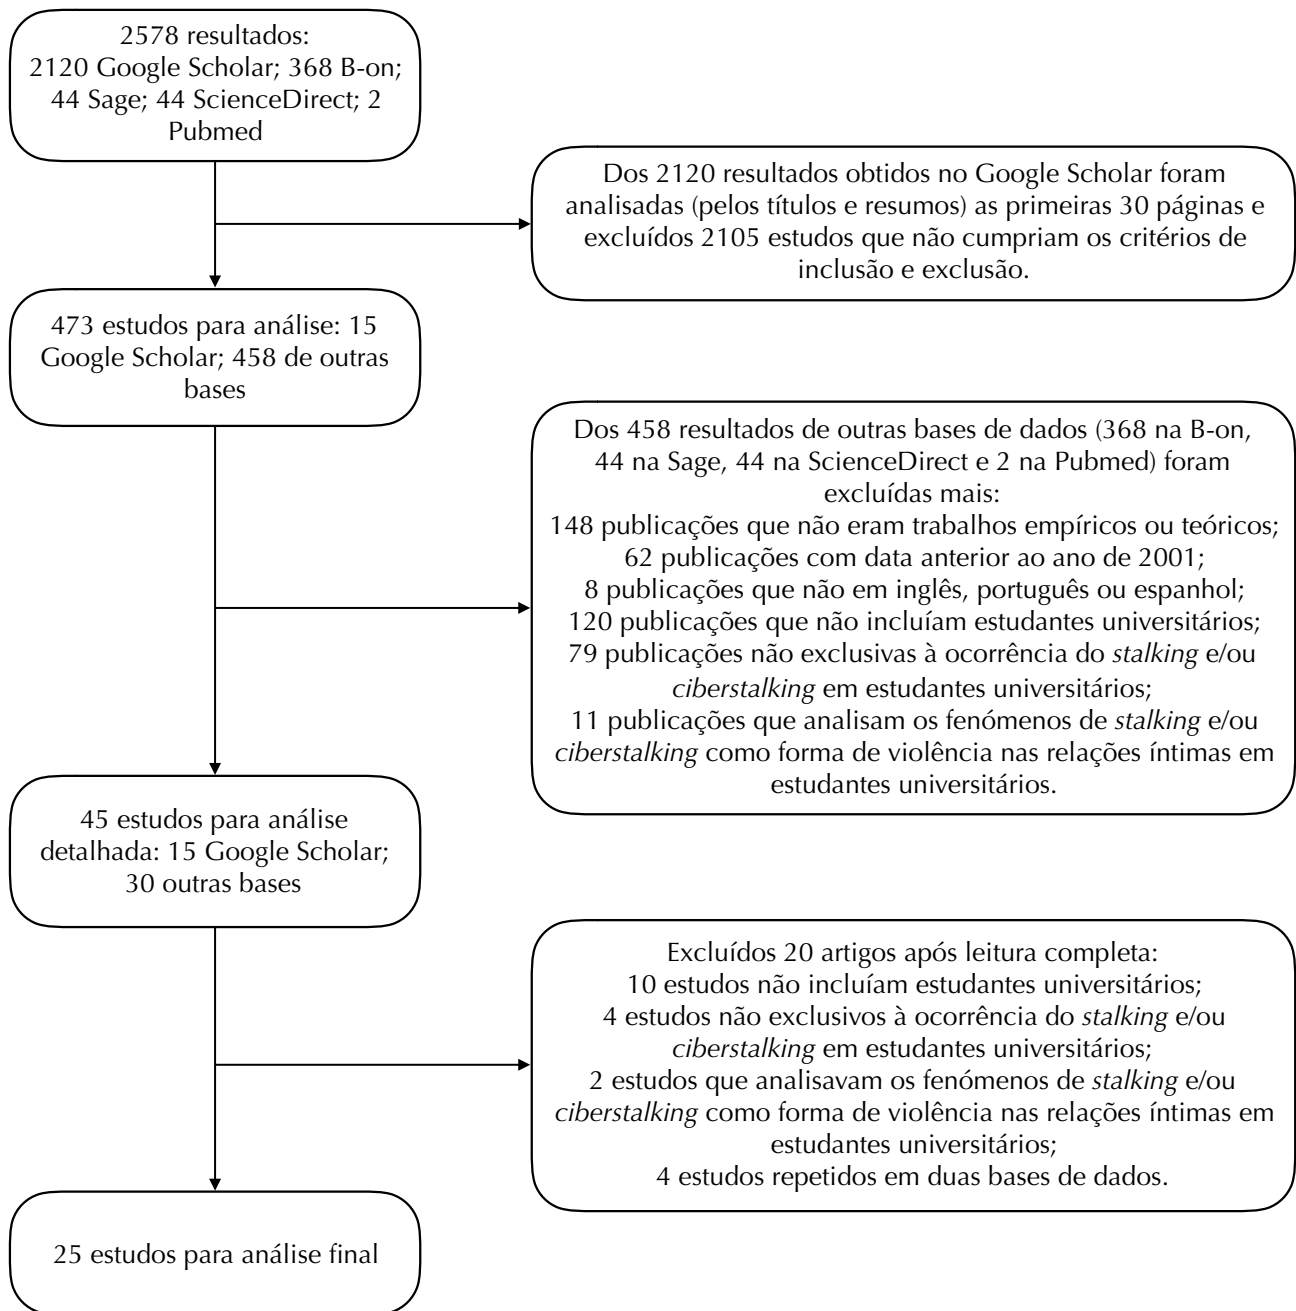 2578 resultados:
2120 Google Scholar; 368 B-on;
44 Sage; 44 ScienceDirect; 2
Pubmed
Dos 2120 resultados obtidos no Google Scholar foram
analisadas (pelos títulos e resumos) as primeiras 30 páginas e
excluídos 2105 estudos que não cumpriam os critérios de
inclusão e exclusão.
473 estudos para análise: 15
Google Scholar; 458 de outras
bases
Dos 458 resultados de outras bases de dados (368 na B-on,
44 na Sage, 44 na ScienceDirect e 2 na Pubmed) foram
excluídas mais:
148 publicações que não eram trabalhos empíricos ou teóricos;
62 publicações com data anterior ao ano de 2001;
8 publicações que não em inglês, português ou espanhol;
120 publicações que não incluíam estudantes universitários;
79 publicações não exclusivas à ocorrência do stalking e/ou
ciberstalking em estudantes universitários;
11 publicações que analisam os fenómenos de stalking e/ou
ciberstalking como forma de violência nas relações íntimas em
estudantes universitários.
45 estudos para análise
detalhada: 15 Google Scholar;
30 outras bases
Excluídos 20 artigos após leitura completa:
10 estudos não incluíam estudantes universitários;
4 estudos não exclusivos à ocorrência do stalking e/ou
ciberstalking em estudantes universitários;
2 estudos que analisavam os fenómenos de stalking e/ou
ciberstalking como forma de violência nas relações íntimas em
estudantes universitários;
4 estudos repetidos em duas bases de dados.
25 estudos para análise final